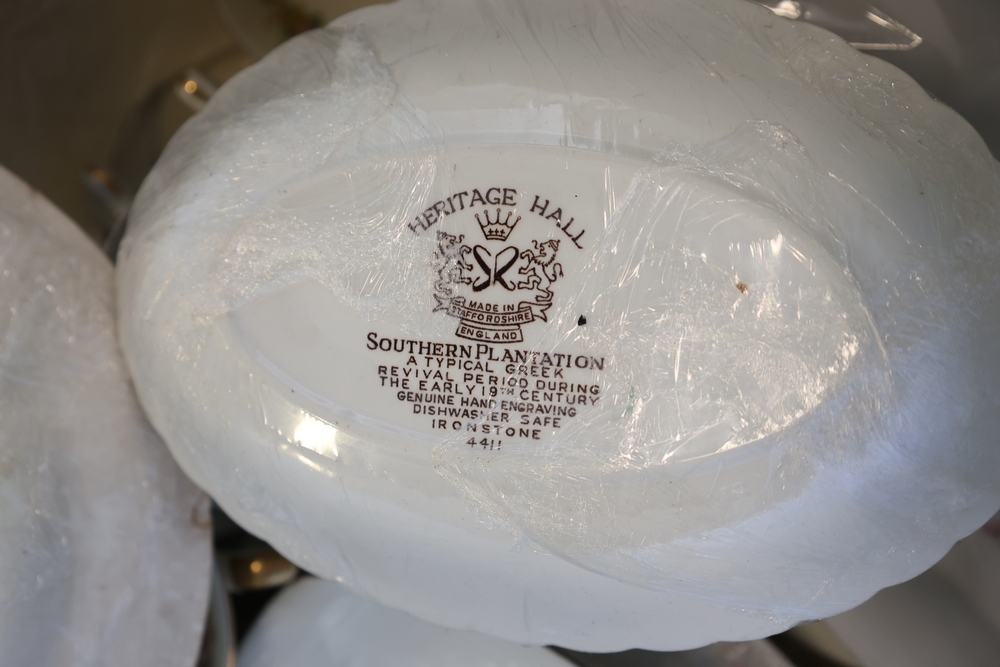 HERITAGE HALL
MADE IN
STAFFORDSHIRE
ENGLAND
SOUTHERN PLANTATION
A TYPICAL GREEK
REVIVAL PERIOD DURING
THE EARLY 19TH CENTURY
GENUINE HAND ENGRAVING
DISHWASHER SAFE
IRONSTONE
4411